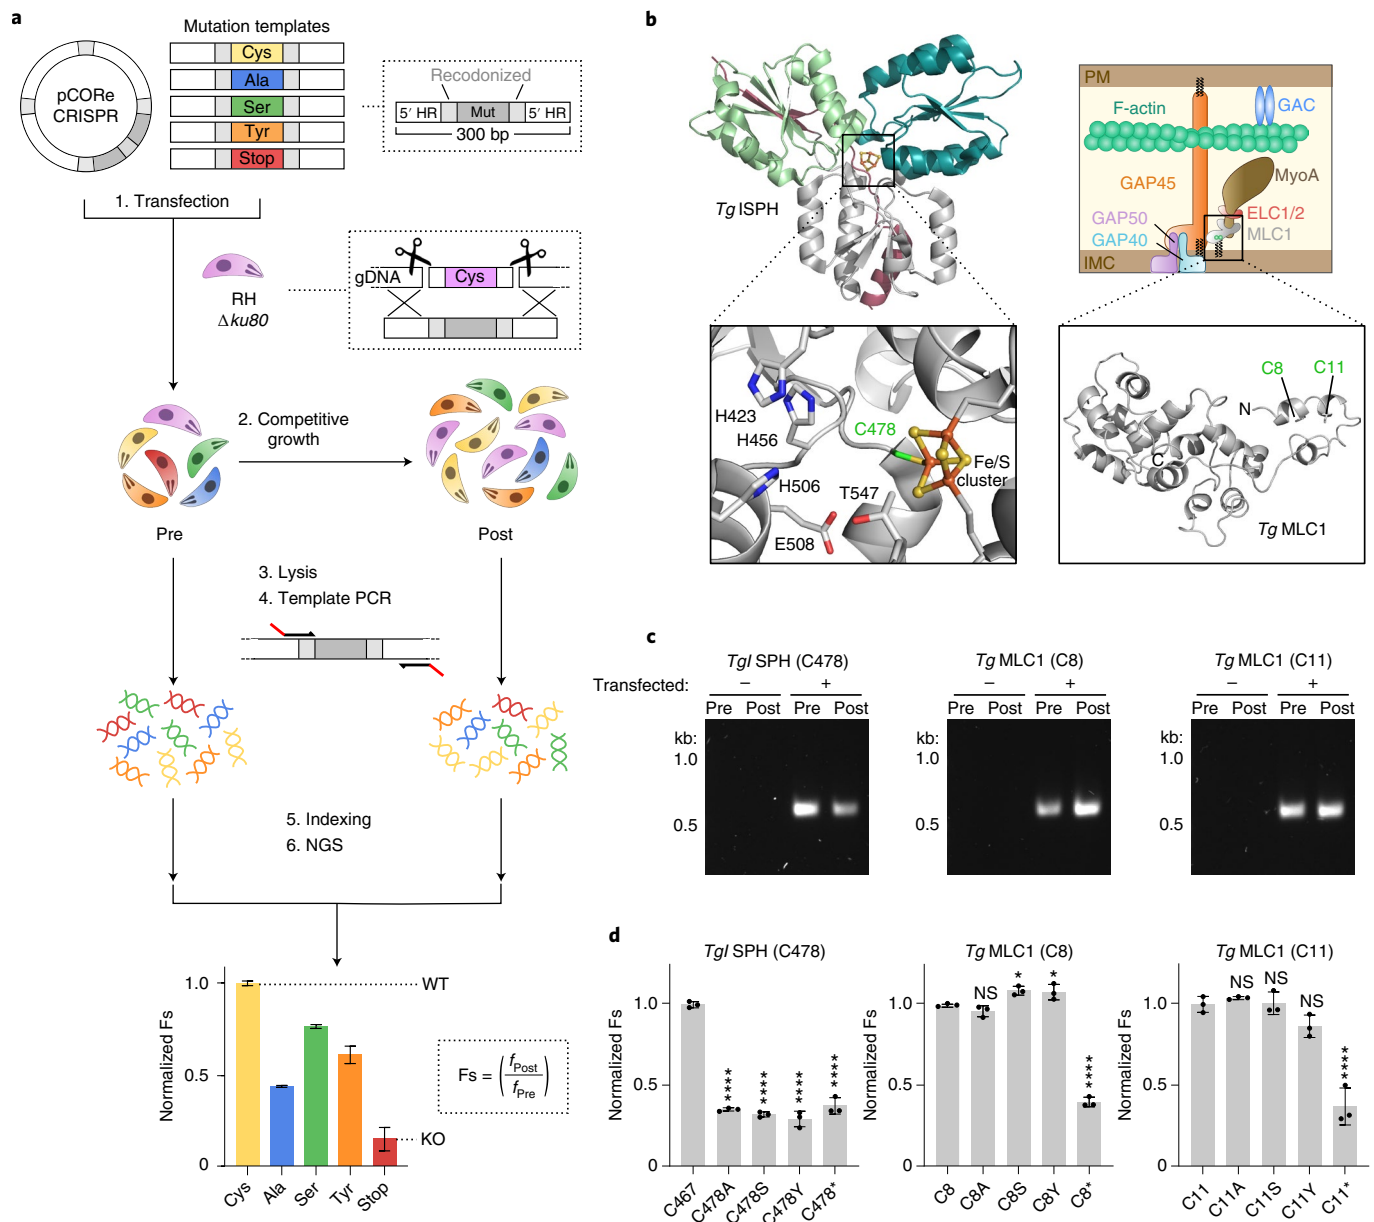 a
Mutation templates
pCORe
CRISPR
Cys
Ala
Ser
Tyr
Stop
Recodonized
5′ HR
Mut
5′ HR
300 bp
1. Transfection
RH
Δku80
gDNA
Cys
2. Competitive
growth
Pre
Post
3. Lysis
4. Template PCR
5. Indexing
6. NGS
Normalized Fs
1.0
0.5
0
WT
KO
Cys
Ala
Ser
Tyr
Stop
Fs = (fPost/fPre)
b
Tg ISPH
H423
H456
C478
Fe/S
cluster
H506
T547
E508
PM
F-actin
GAC
GAP45
MyoA
GAP50
ELC1/2
GAP40
MLC1
IMC
C8
C11
N
C
Tg MLC1
c
TgI SPH (C478)
Tg MLC1 (C8)
Tg MLC1 (C11)
Transfected:
– +
– +
– +
Pre Post Pre Post
Pre Post Pre Post
Pre Post Pre Post
kb:
1.0
0.5
kb:
1.0
0.5
kb:
1.0
0.5
d
TgI SPH (C478)
Normalized Fs
1.0
0.5
0
****
****
****
****
C467
C478A
C478S
C478Y
C478*
Tg MLC1 (C8)
Normalized Fs
1.0
0.5
0
NS
*
*
****
C8
C8A
C8S
C8Y
C8*
Tg MLC1 (C11)
Normalized Fs
1.0
0.5
0
NS
NS
NS
****
C11
C11A
C11S
C11Y
C11*